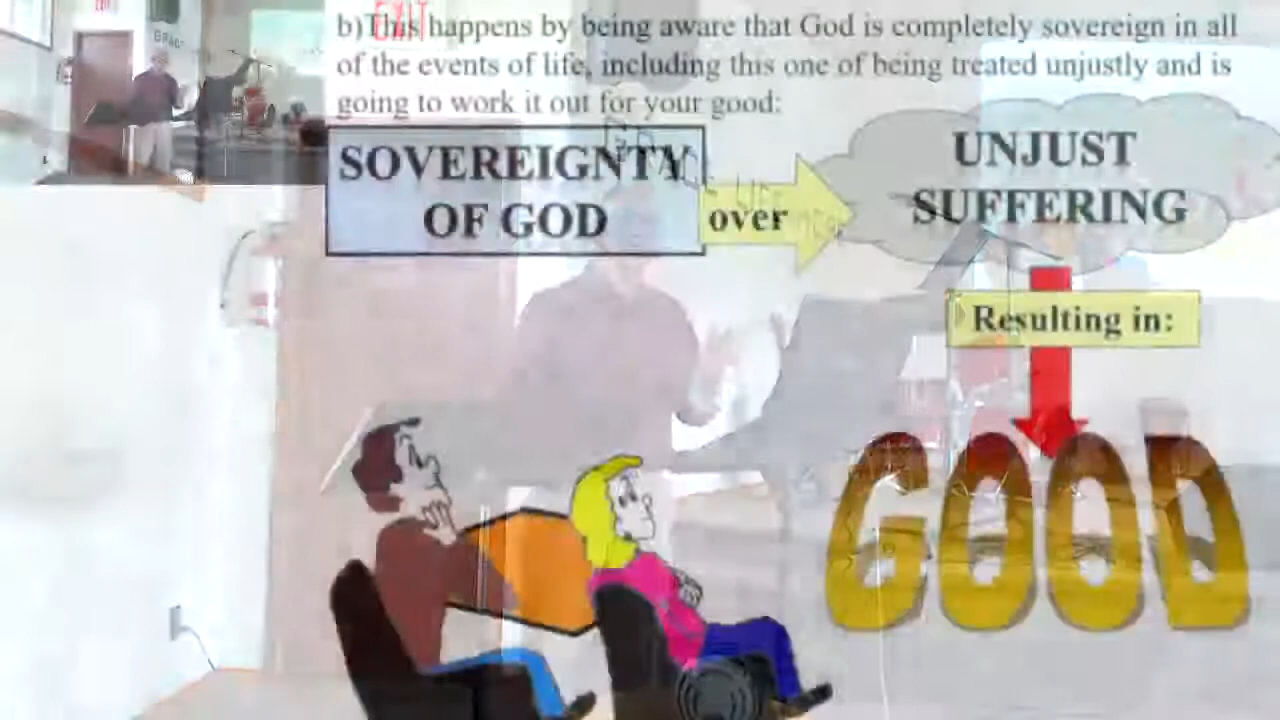 b)This happens by being aware that God is completely sovereign in all
of the events of life, including this one of being treated unjustly and is
going to work it out for your good:
EXIT
GRACE
SOVEREIGNTY
OF GOD
over
UNJUST
SUFFERING
Resulting in:
GOOD